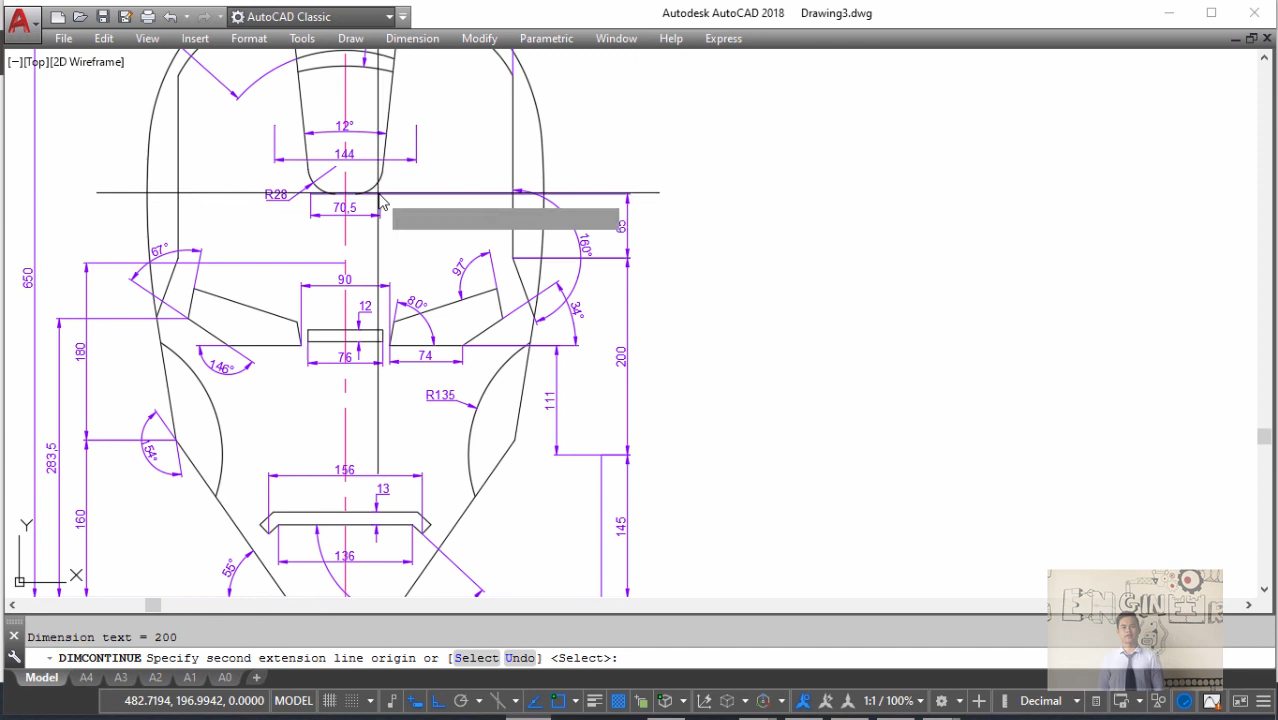 AutoCAD Classic
Autodesk AutoCAD 2018 Drawing3.dwg
File Edit View Insert Format Tools Draw Dimension Modify Parametric Window Help Express
[−][Top][2D Wireframe]
12°
144
R28
70,5
65
160°
67°
650
90
97°
12
80°
34°
180
76
74
146°
200
R135
111
283,5
154°
156
13
160
145
136
55°
Y
X
ENGINEER
Dimension text = 200
DIMCONTINUE Specify second extension line origin or [Select Undo] <Select>:
Model A4 A3 A2 A1 A0 +
482.7194, 196.9942, 0.0000 MODEL 1:1 / 100% Decimal